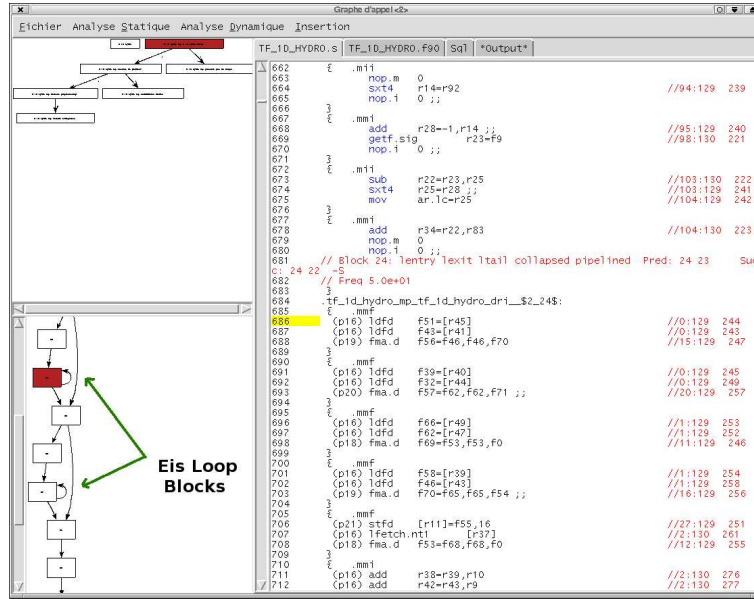 Graphe d'appel <2>
Eichier Analyse Statique Analyse Dynamique Insertion
TF_1D_HYDRO.s TF_1D_HYDRO.f90 Sql *Output*
662 { .mii
663 nop.m 0
664 sxt4 r14=r92 //94:129 239
665 nop.i 0 ;;
666 }
667 { .mmi
668 add r28=-1,r14 ;; //95:129 240
669 getf.sig r23=f9 //98:130 221
670 nop.i 0 ;;
671 }
672 { .mii
673 sub r22=r23,r25 //103:130 222
674 sxt4 r25=r28 ;; //103:129 241
675 mov ar.lc=r25 //104:129 242
676 }
677 { .mmi
678 add r34=r22,r83 //104:130 223
679 nop.m 0
680 nop.i 0 ;;
681 // Block 24: lentry lexit ltail collapsed pipelined Pred: 24 23 Suc
c: 24 22 -S
682 // Freq 5.0e+01
683 }
684 .tf_1d_hydro_mp_tf_1d_hydro_dri__$2_24$:
685 { .mmf
686 (p16) ldfd f51=[r45] //0:129 244
687 (p16) ldfd f43=[r41] //0:129 243
688 (p19) fma.d f56=f46,f46,f70 //15:129 247
689 }
690 { .mmf
691 (p16) ldfd f39=[r40] //0:129 245
692 (p16) ldfd f32=[r44] //0:129 249
693 (p20) fma.d f57=f62,f62,f71 ;; //20:129 257
694 }
695 { .mmf
696 (p16) ldfd f66=[r49] //1:129 253
697 (p16) ldfd f62=[r47] //1:129 252
698 (p18) fma.d f69=f53,f53,f0 //11:129 246
699 }
700 { .mmf
701 (p16) ldfd f58=[r39] //1:129 254
702 (p16) ldfd f46=[r43] //1:129 258
703 (p19) fma.d f70=f65,f65,f54 ;; //16:129 256
704 }
705 { .mmf
706 (p21) stfd [r11]=f55,16 //27:129 251
707 (p16) lfetch.nt1 [r37] //2:130 261
708 (p18) fma.d f53=f68,f68,f0 //12:129 255
709 }
710 { .mmi
711 (p16) add r38=r39,r10 //2:130 276
712 (p16) add r42=r43,r9 //2:130 277
Eis Loop
Blocks